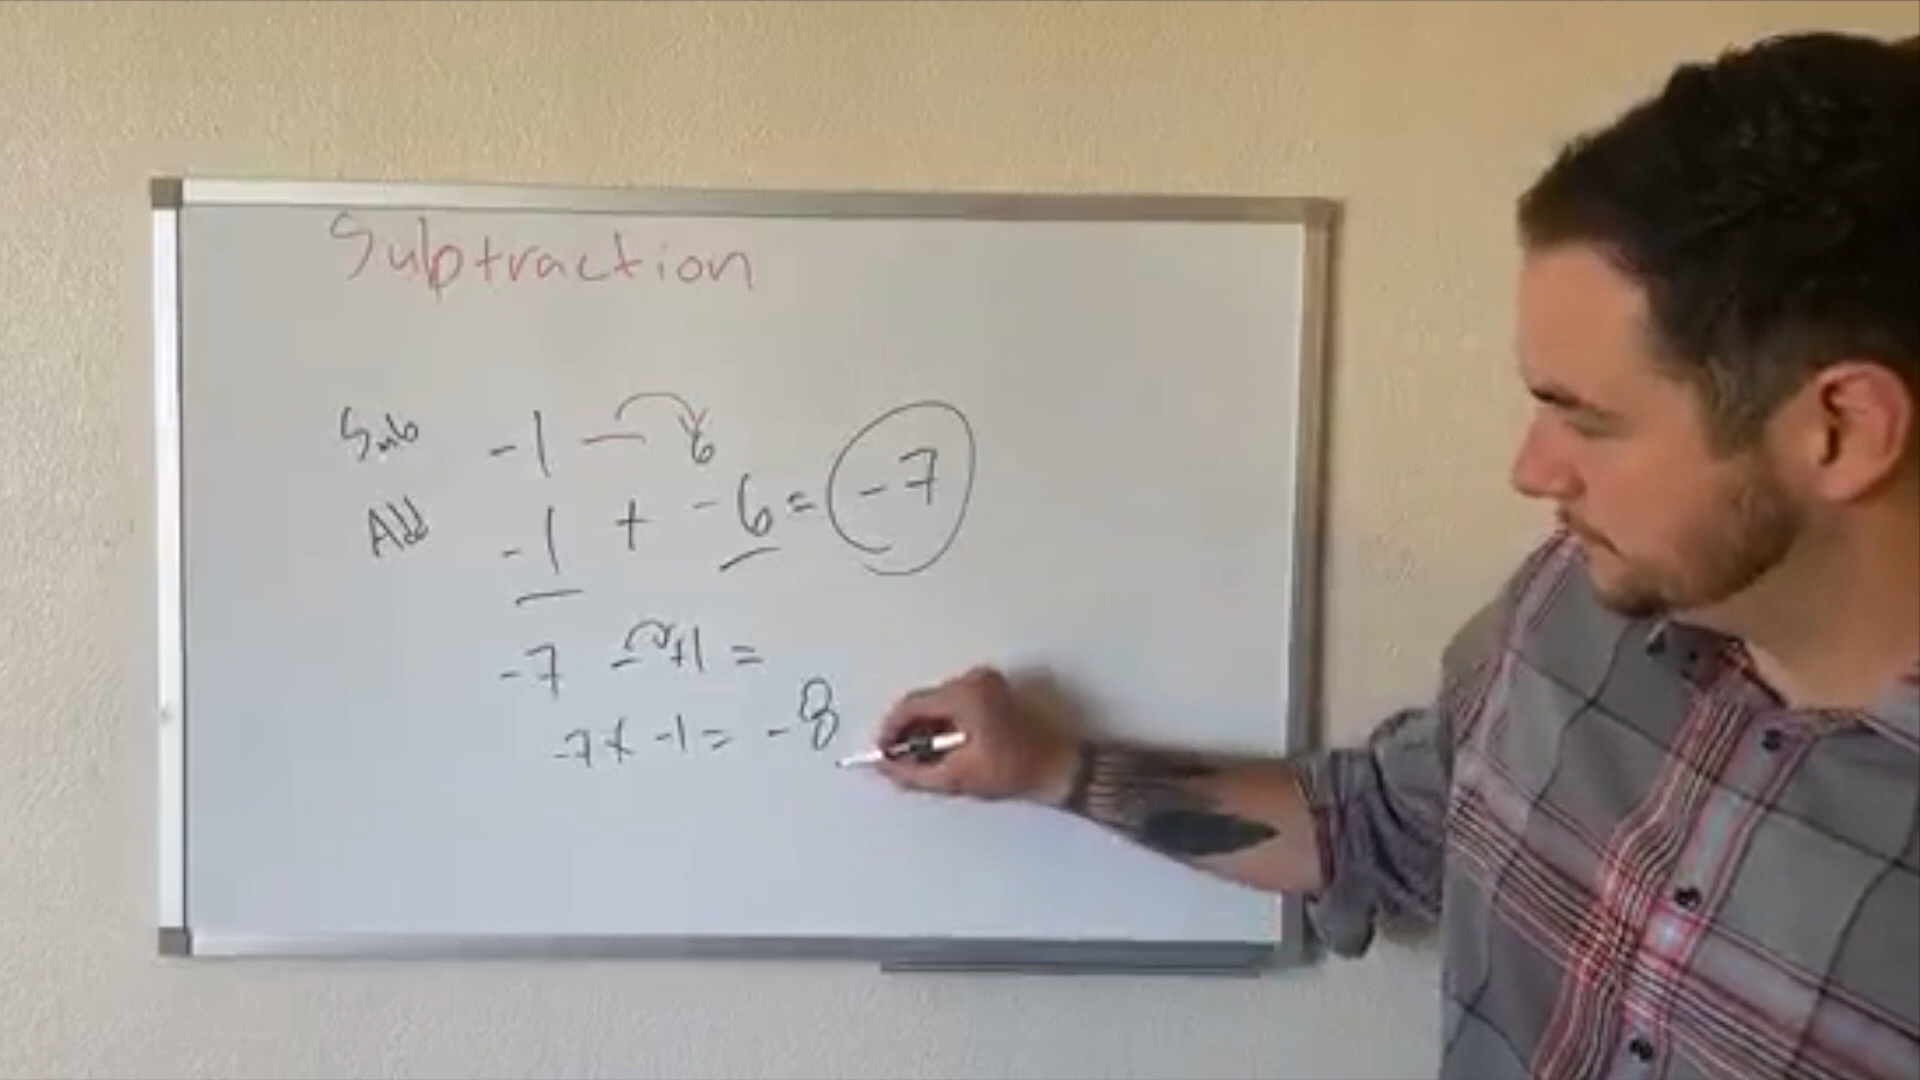 Subtraction
Sub -1 - 6
Add -1 + -6 = -7
-7 - +1 =
-7 + -1 = -8